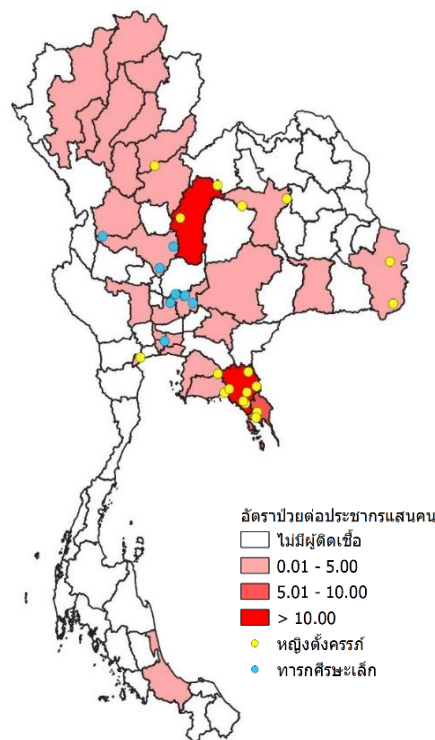 อัตราป่วยต่อประชากรแสนคน
ไม่มีผู้ติดเชื้อ
0.01 - 5.00
5.01 - 10.00
> 10.00
หญิงตั้งครรภ์
ทารกศีรษะเล็ก